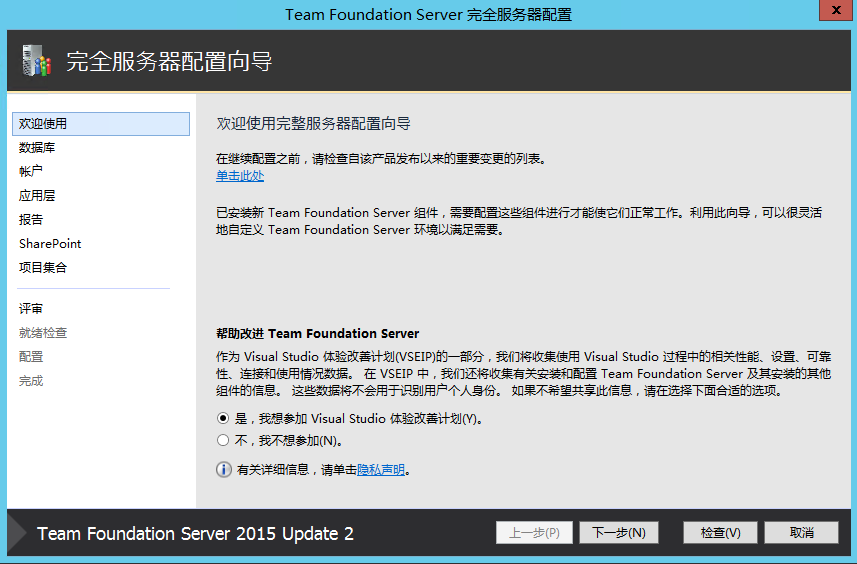 Team Foundation Server 完全服务器配置
完全服务器配置向导
欢迎使用
数据库
帐户
应用层
报告
SharePoint
项目集合
评审
就绪检查
配置
完成
欢迎使用完整服务器配置向导
在继续配置之前，请检查自该产品发布以来的重要变更的列表。
单击此处
已安装新 Team Foundation Server 组件，需要配置这些组件进行才能使它们正常工作。利用此向导，可以很灵活
地自定义 Team Foundation Server 环境以满足需要。
帮助改进 Team Foundation Server
作为 Visual Studio 体验改善计划(VSEIP)的一部分，我们将收集使用 Visual Studio 过程中的相关性能、设置、可靠
性、连接和使用情况数据。 在 VSEIP 中，我们还将收集有关安装和配置 Team Foundation Server 及其安装的其他
组件的信息。 这些数据将不会用于识别用户个人身份。 如果不希望共享此信息，请在选择下面合适的选项。
是，我想参加 Visual Studio 体验改善计划(Y)。
不，我不想参加(N)。
有关详细信息，请单击隐私声明。
Team Foundation Server 2015 Update 2
上一步(P)
下一步(N)
检查(V)
取消